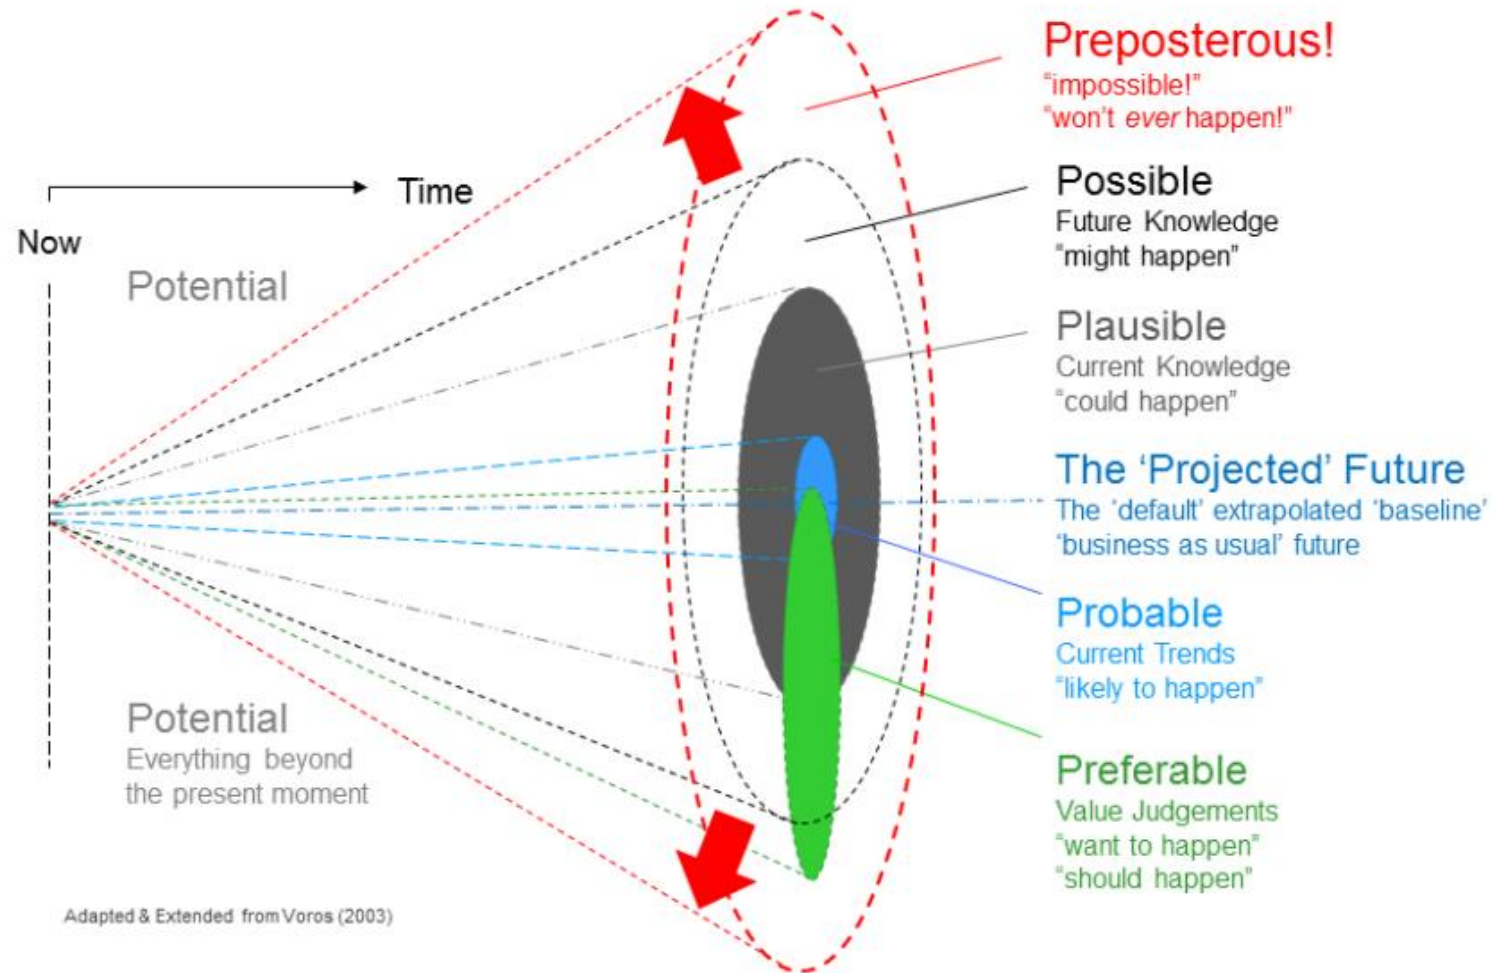 Preposterous!
“impossible!”
“won’t ever happen!”
Time
Now
Potential
Possible
Future Knowledge
“might happen”
Plausible
Current Knowledge
“could happen”
The ‘Projected’ Future
The ‘default’ extrapolated ‘baseline’
‘business as usual’ future
Probable
Current Trends
“likely to happen”
Potential
Everything beyond
the present moment
Preferable
Value Judgements
“want to happen”
“should happen”
Adapted & Extended from Voros (2003)